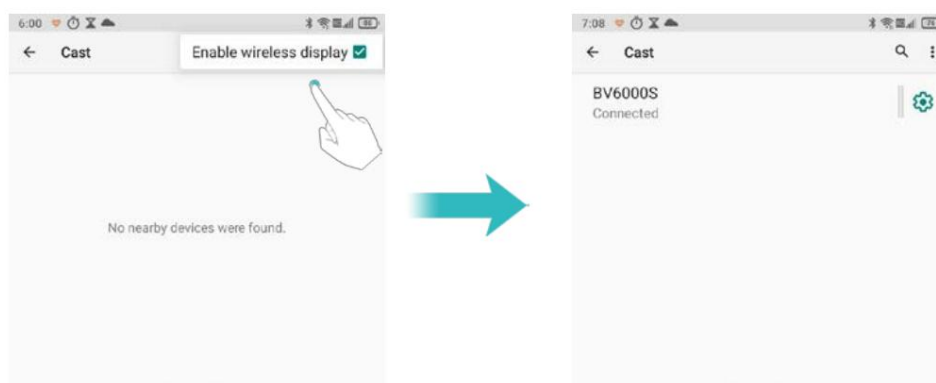 6:00
Cast
Enable wireless display
No nearby devices were found.
7:08
Cast
BV6000S
Connected